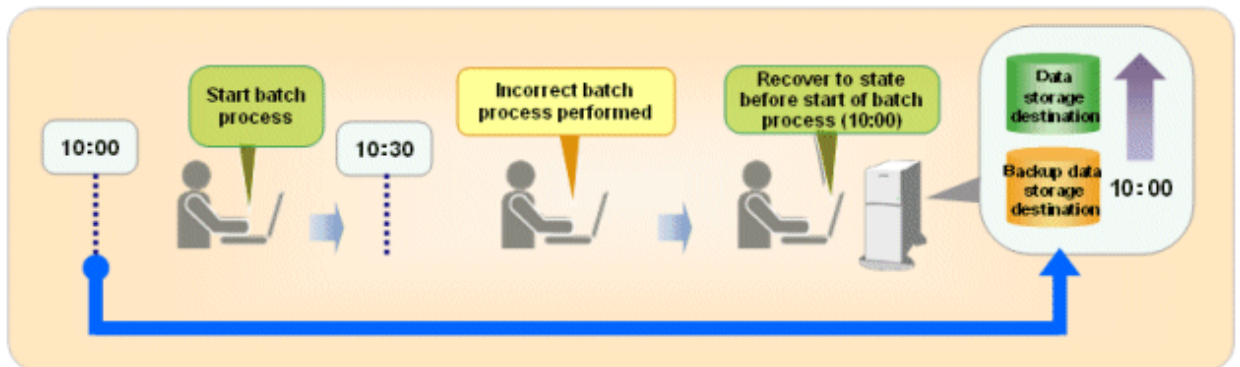 10:00
Start batch
process
10:30
Incorrect batch
process performed
Recover to state
before start of batch
process (10:00)
Data
storage
destination
Backup data
storage
destination
10:00